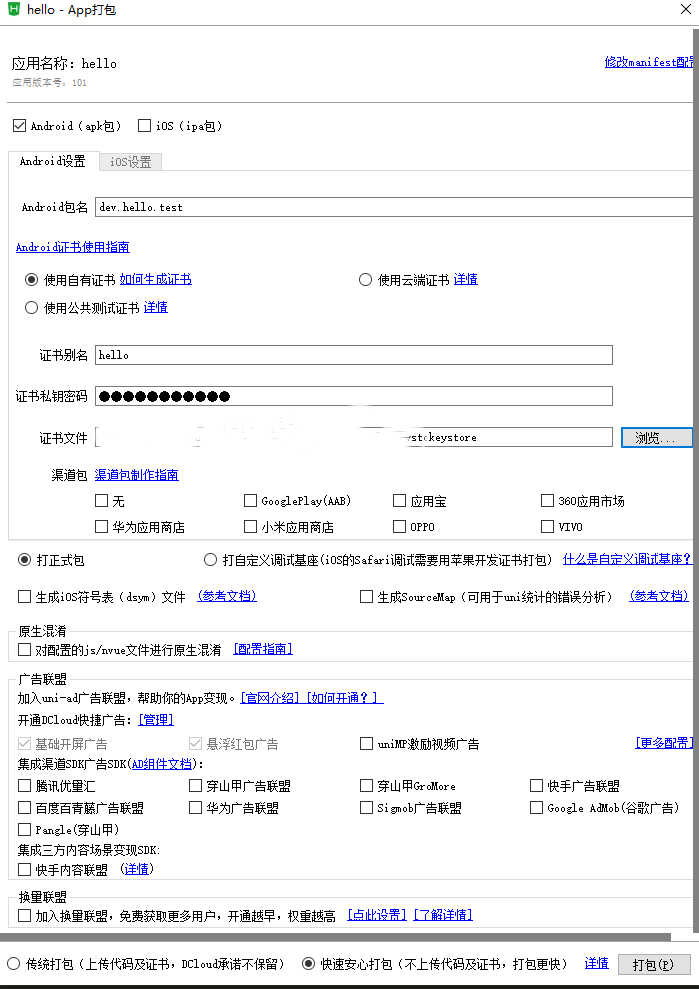 hello - App打包
应用名称：hello
修改manifest配
应用版本号：101
Android（apk包） iOS（ipa包）
Android设置 iOS设置
Android包名 dev.hello.test
Android证书使用指南
使用自有证书 如何生成证书 使用云端证书 详情
使用公共测试证书 详情
证书别名 hello
证书私钥密码 ●●●●●●●●●●●
证书文件 浏览...
渠道包 渠道包制作指南
无 GooglePlay(AAB) 应用宝 360应用市场
华为应用商店 小米应用商店 OPPO VIVO
打正式包 打自定义调试基座(iOS的Safari调试需要用苹果开发证书打包) 什么是自定义调试基座？
生成iOS符号表（dsym）文件 (参考文档) 生成SourceMap（可用于uni统计的错误分析） (参考文档)
原生混淆
对配置的js/nvue文件进行原生混淆 [配置指南]
广告联盟
加入uni-ad广告联盟，帮助你的App变现。[官网介绍] [如何开通？]
开通DCloud快捷广告：[管理]
基础开屏广告 悬浮红包广告 uniMP激励视频广告 [更多配置]
集成渠道SDK广告SDK(AD组件文档)：
腾讯优量汇 穿山甲广告联盟 穿山甲GroMore 快手广告联盟
百度百青藤广告联盟 华为广告联盟 Sigmob广告联盟 Google AdMob(谷歌广告)
Pangle(穿山甲)
集成三方内容场景变现SDK:
快手内容联盟 （详情）
换量联盟
加入换量联盟，免费获取更多用户，开通越早，权重越高 [点此设置] [了解详情]
传统打包（上传代码及证书，DCloud承诺不保留） 快速安心打包（不上传代码及证书，打包更快） 详情 打包(P)